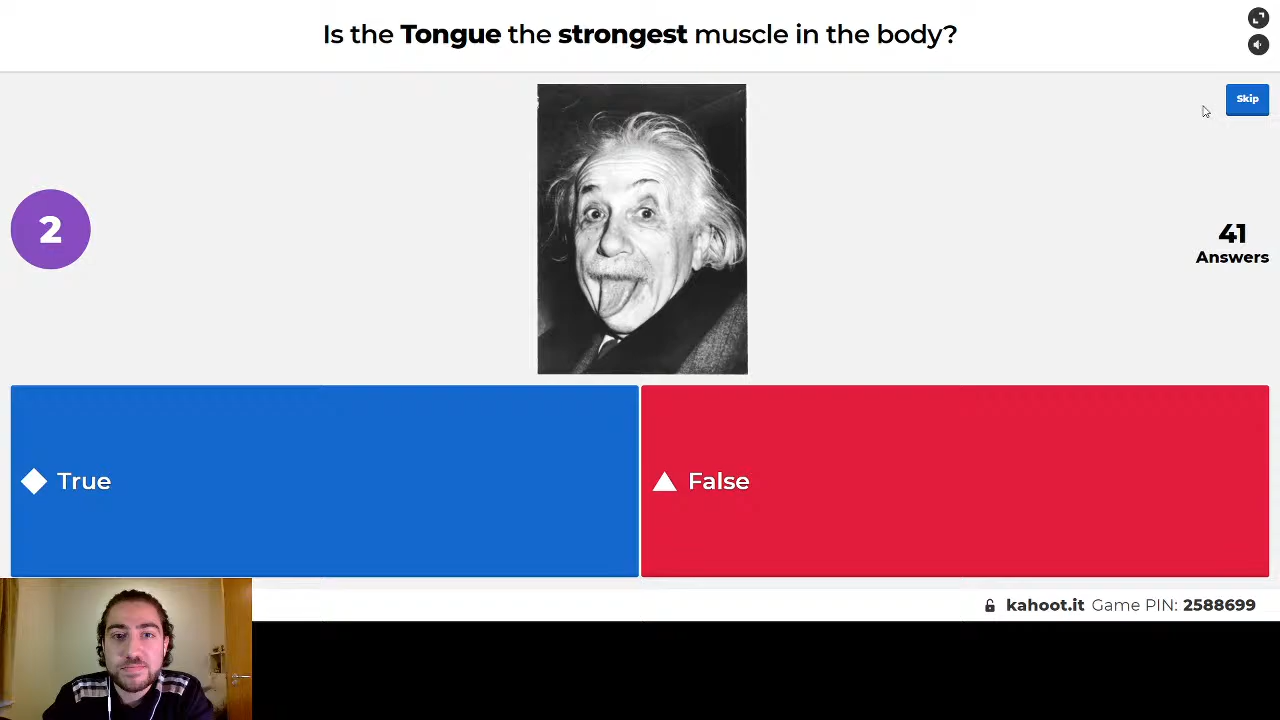 Is the Tongue the strongest muscle in the body?
Skip
2
41
Answers
True
False
kahoot.it Game PIN: 2588699